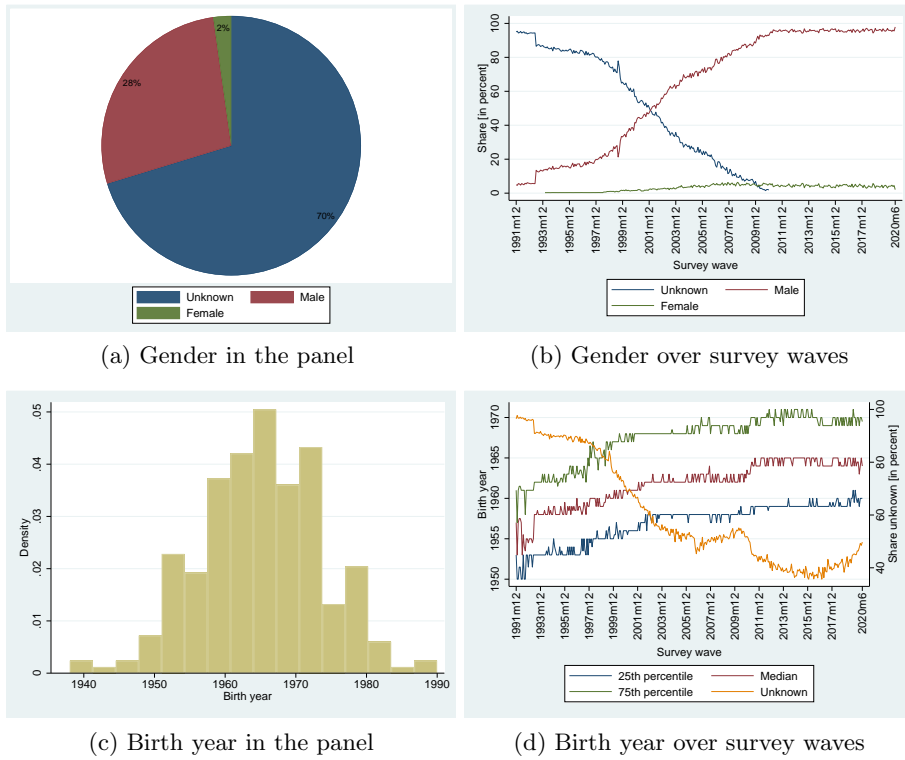 2%
28%
70%
Unknown Male
Female
(a) Gender in the panel
Share [in percent]
100
80
60
40
20
0
1991m12
1993m12
1995m12
1997m12
1999m12
2001m12
2003m12
2005m12
2007m12
2009m12
2011m12
2013m12
2015m12
2017m12
2020m6
Survey wave
Unknown Male
Female
(b) Gender over survey waves
Density
.05
.04
.03
.02
.01
0
1940 1950 1960 1970 1980 1990
Birth year
(c) Birth year in the panel
Birth year
1970
1965
1960
1955
1950
Share unknown [in percent]
100
80
60
40
1991m12
1993m12
1995m12
1997m12
1999m12
2001m12
2003m12
2005m12
2007m12
2009m12
2011m12
2013m12
2015m12
2017m12
2020m6
Survey wave
25th percentile Median
75th percentile Unknown
(d) Birth year over survey waves